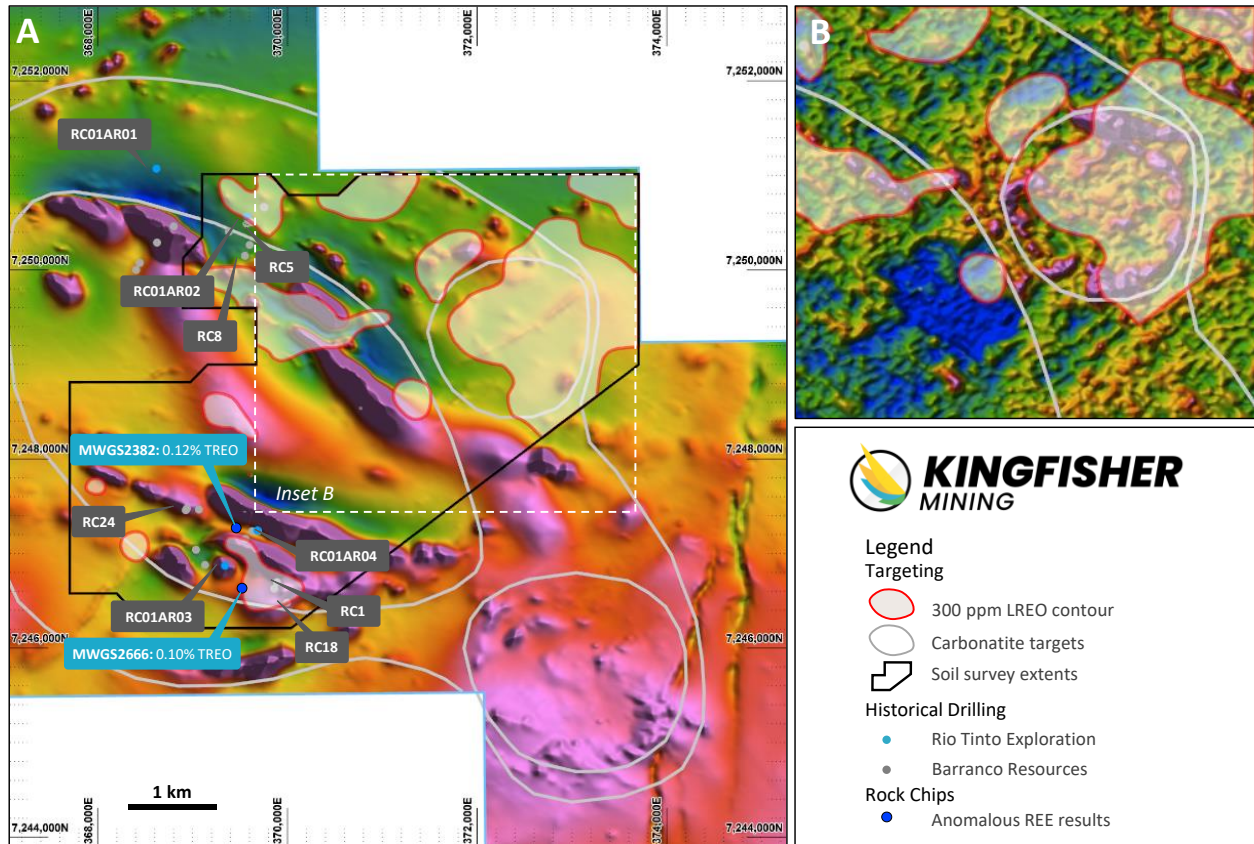 A
368,000E
370,000E
372,000E
374,000E
7,252,000N
7,252,000N
RC01AR01
7,250,000N
7,250,000N
RC5
RC01AR02
RC8
7,248,000N
7,248,000N
MWGS2382: 0.12% TREO
Inset B
RC24
RC01AR04
RC01AR03
RC1
RC18
7,246,000N
7,246,000N
MWGS2666: 0.10% TREO
1 km
7,244,000N
7,244,000N
368,000E
370,000E
372,000E
374,000E
B
KINGFISHER
MINING
Legend
Targeting
300 ppm LREO contour
Carbonatite targets
Soil survey extents
Historical Drilling
Rio Tinto Exploration
Barranco Resources
Rock Chips
Anomalous REE results